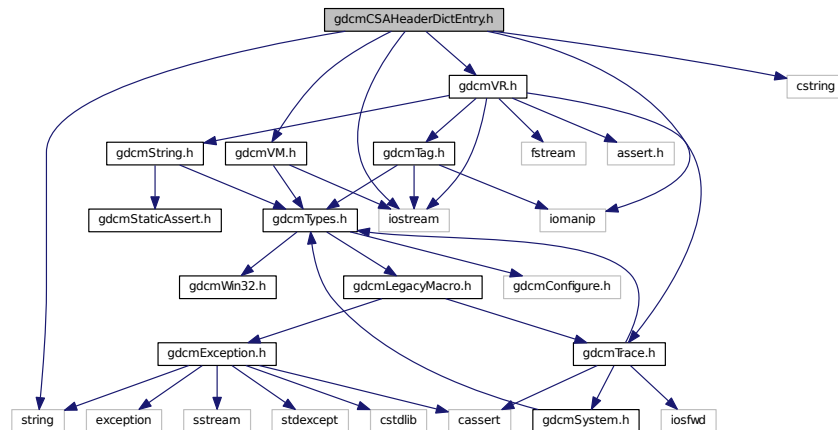 gdcmCSAHeaderDictEntry.h
gdcmVR.h
cstring
gdcmString.h
gdcmVM.h
gdcmTag.h
fstream
assert.h
gdcmStaticAssert.h
gdcmTypes.h
iostream
iomanip
gdcmWin32.h
gdcmLegacyMacro.h
gdcmConfigure.h
gdcmException.h
gdcmTrace.h
string
exception
sstream
stdexcept
cstdlib
cassert
gdcmSystem.h
iosfwd